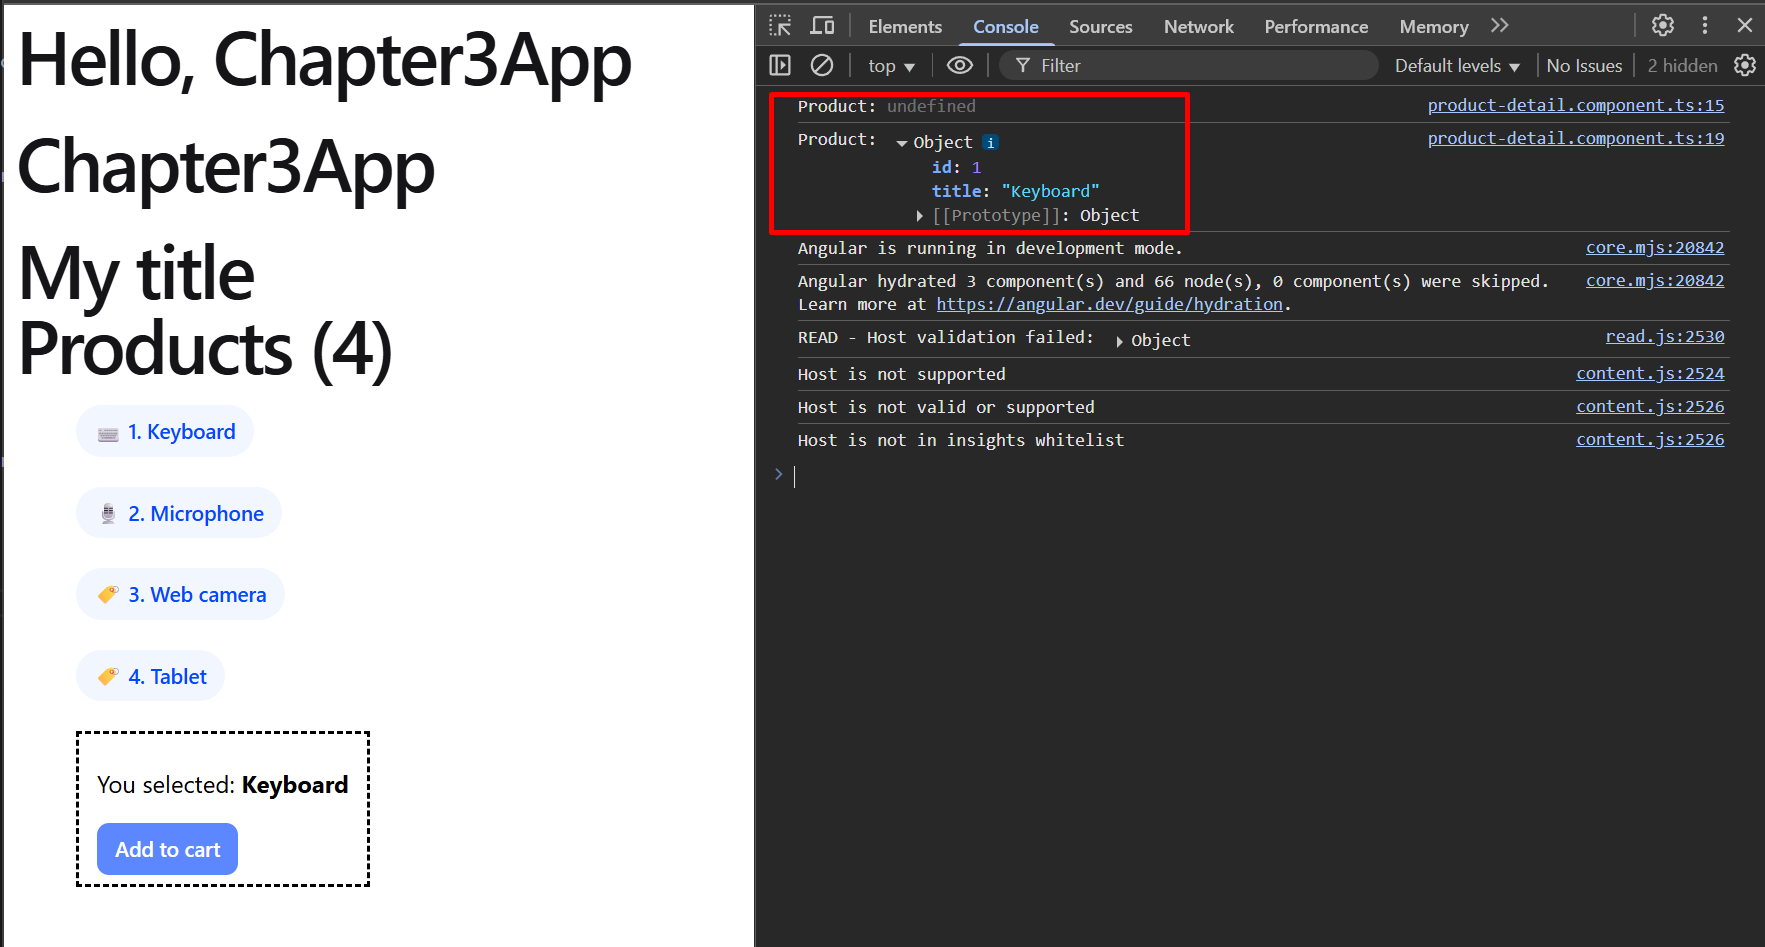 Hello, Chapter3App
Chapter3App
My title
Products (4)
1. Keyboard
2. Microphone
3. Web camera
4. Tablet
You selected: Keyboard
Add to cart
Elements Console Sources Network Performance Memory
top Filter Default levels No Issues 2 hidden
Product: undefined product-detail.component.ts:15
Product: Object i product-detail.component.ts:19
id: 1
title: "Keyboard"
[[Prototype]]: Object
Angular is running in development mode. core.mjs:20842
Angular hydrated 3 component(s) and 66 node(s), 0 component(s) were skipped. core.mjs:20842
Learn more at https://angular.dev/guide/hydration.
READ - Host validation failed: Object read.js:2530
Host is not supported content.js:2524
Host is not valid or supported content.js:2526
Host is not in insights whitelist content.js:2526